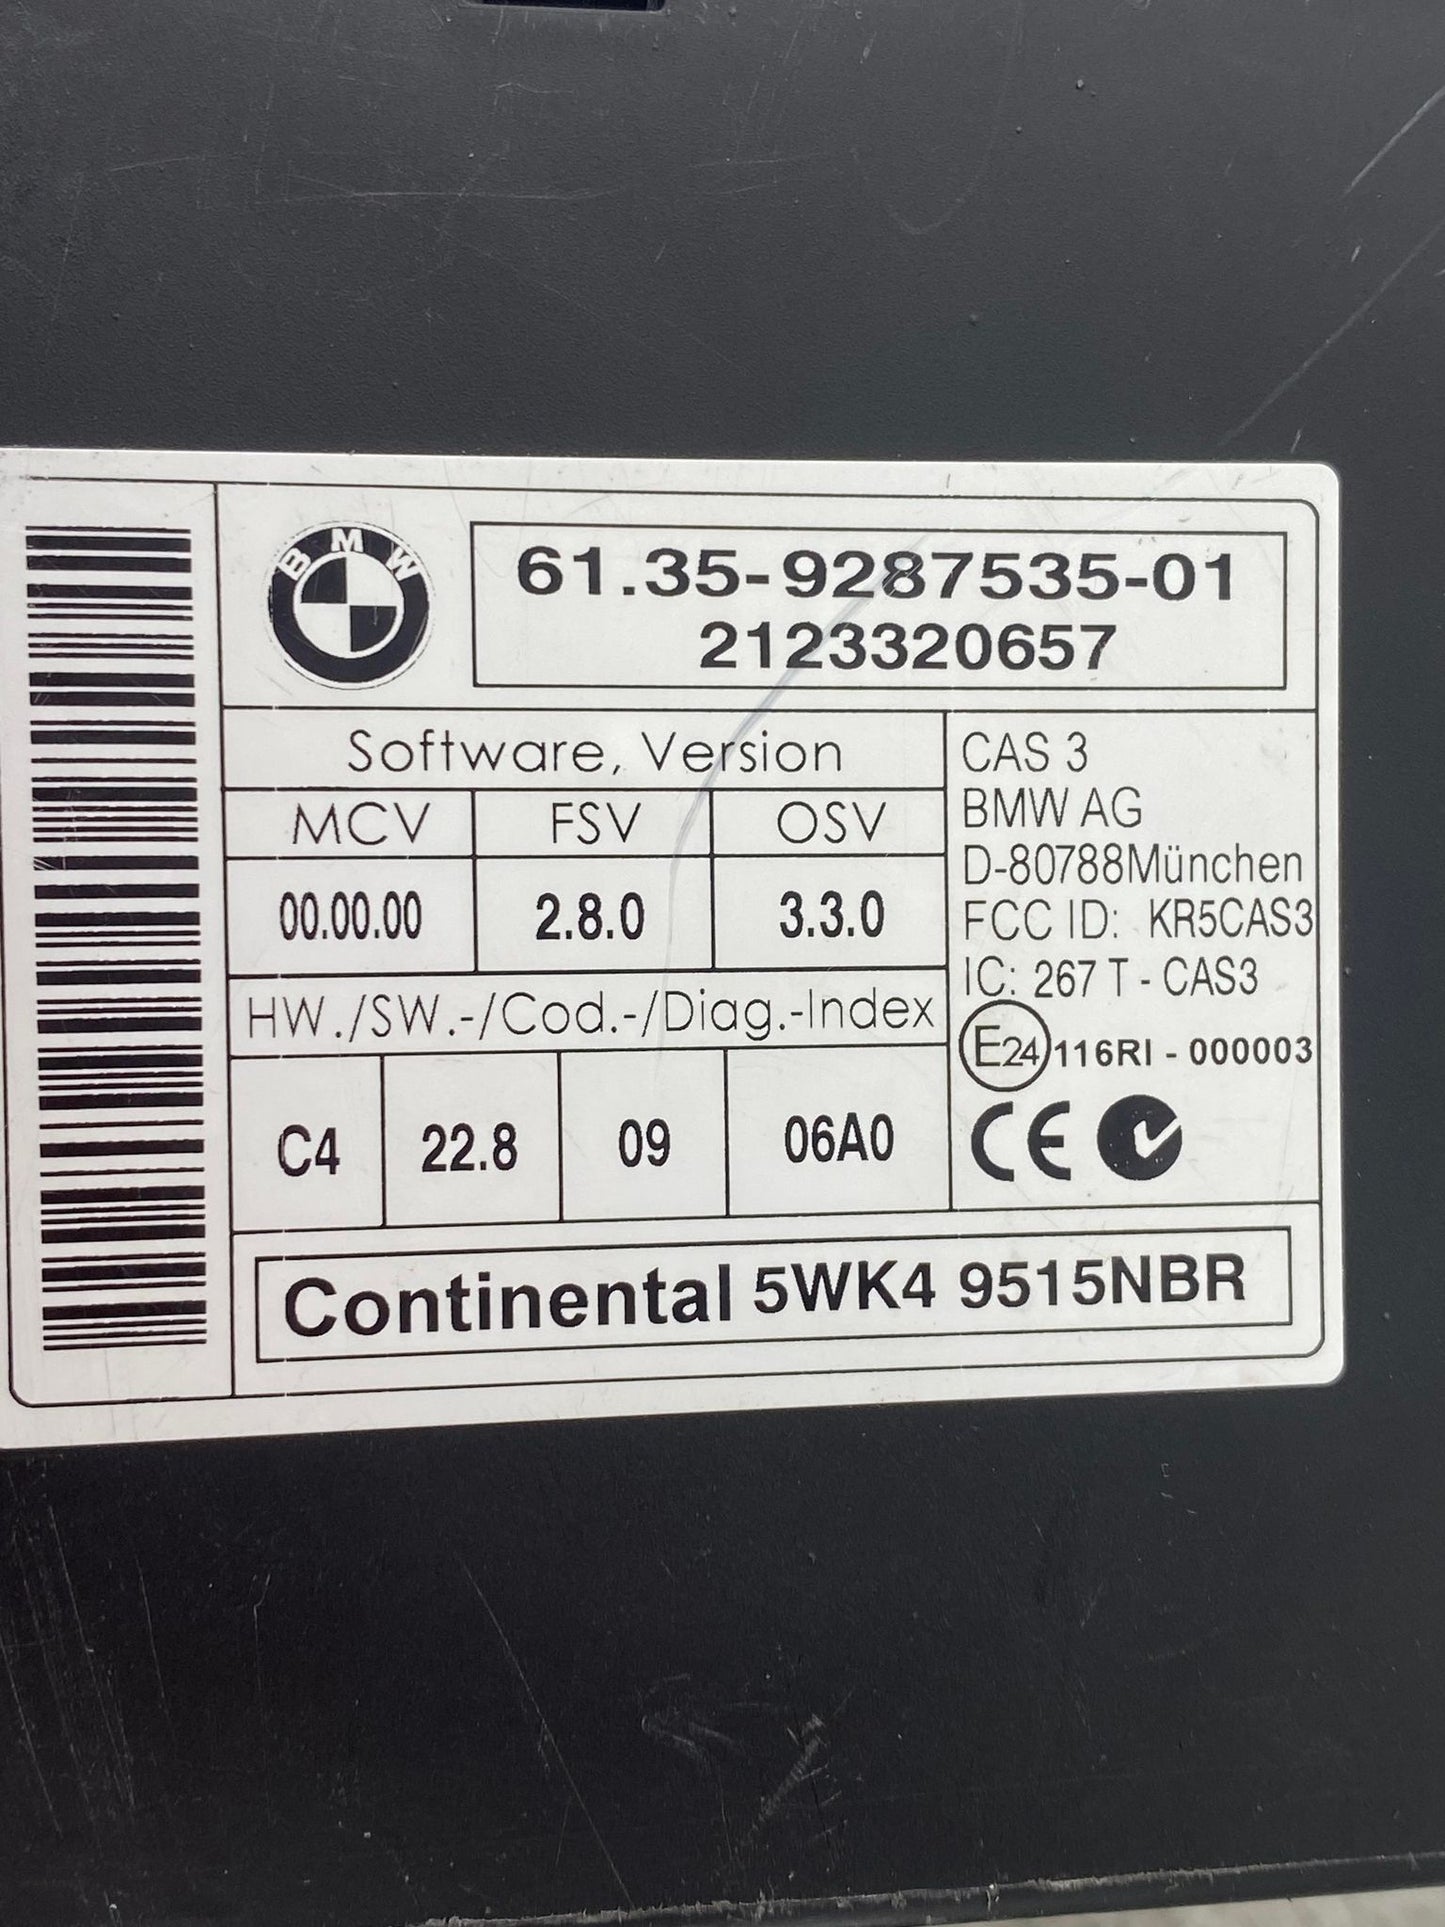 BMW
61.35-9287535-01
2123320657
Software, Version
MCV FSV OSV
00.00.00 2.8.0 3.3.0
HW./SW.-/Cod.-/Diag.-Index
C4 22.8 09 06A0
CAS 3
BMW AG
D-80788München
FCC ID: KR5CAS3
IC: 267 T - CAS3
E24 116RI - 000003
CE
Continental 5WK4 9515NBR